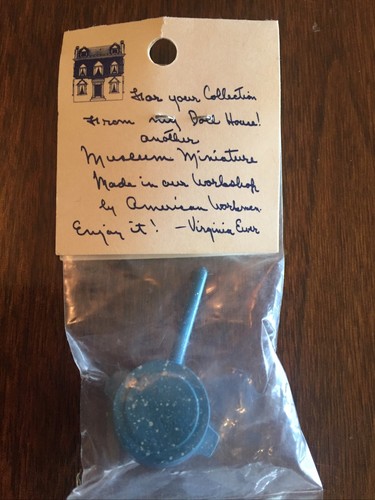 For your Collection
From my Doll House!
another
Museum Miniature
Made in our Workshop
by American Workmen.
Enjoy it! - Virginia Ever